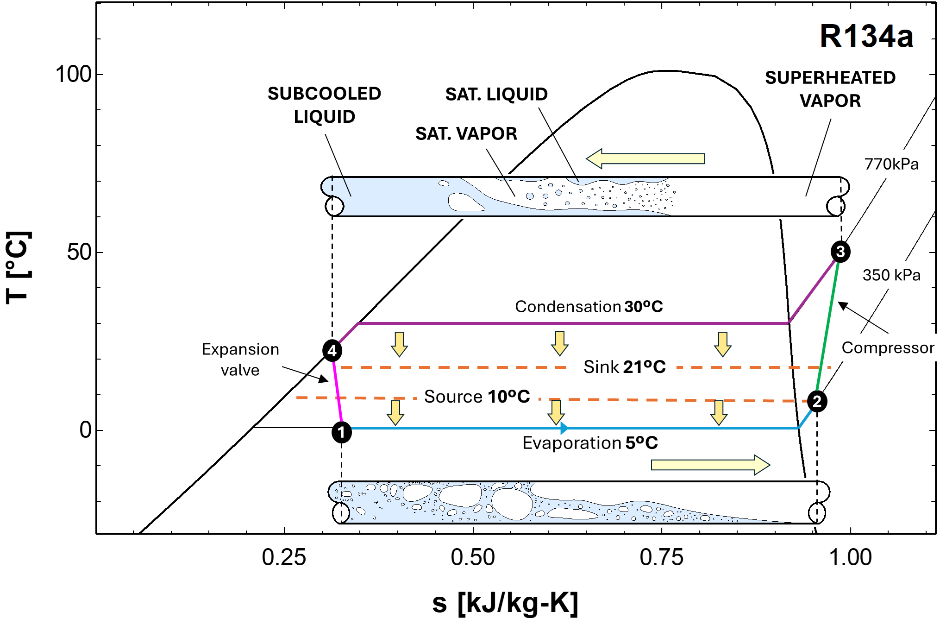 R134a
T [°C]
100
50
0
SUBCOOLED
LIQUID
SAT. LIQUID
SAT. VAPOR
SUPERHEATED
VAPOR
770kPa
3
350 kPa
Condensation 30ºC
Compressor
Expansion
valve
4
Sink 21ºC
Source 10ºC
2
1
Evaporation 5ºC
0.25
0.50
0.75
1.00
s [kJ/kg-K]